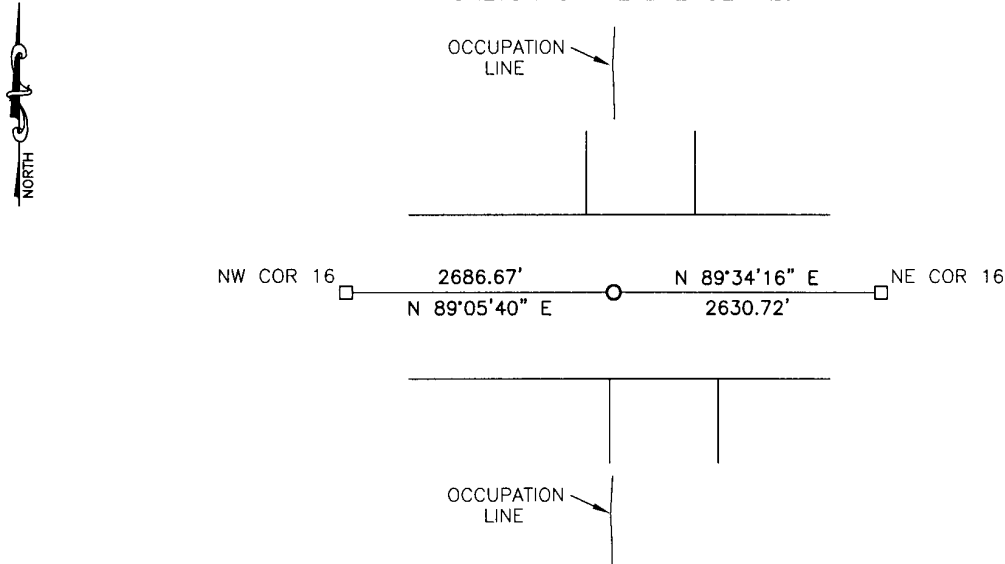 OCCUPATION
LINE
NORTH
NW COR 16
2686.67'
N 89°34'16" E
NE COR 16
N 89°05'40" E
2630.72'
OCCUPATION
LINE